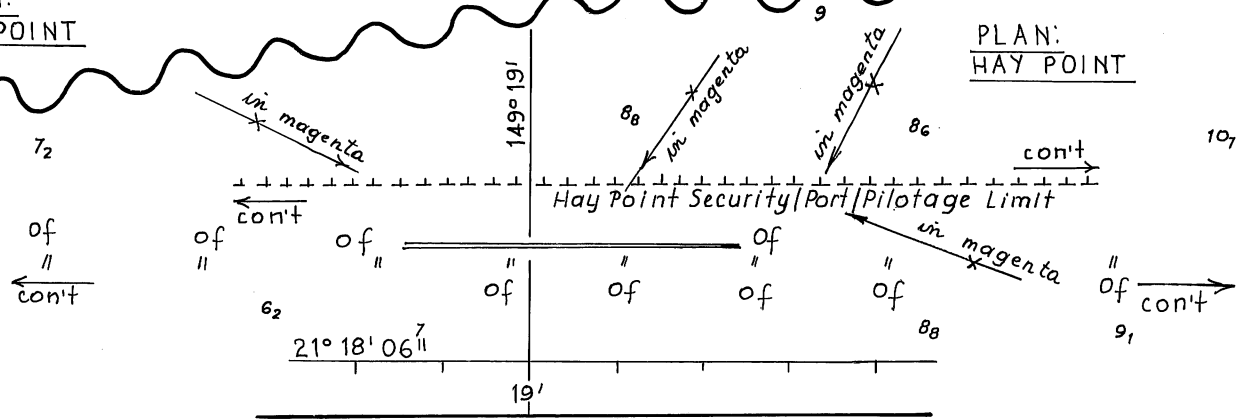 POINT
9
PLAN:
HAY POINT
in magenta
149° 19'
8₈
in magenta
in magenta
8₆
10₇
7₂
con't
con't
Hay Point Security/Port/Pilotage Limit
Of
Of
Of
Of
in magenta
"
"
"
"
"
"
"
"
con't
Of
Of
Of
Of
Of
con't
6₂
8₈
9₁
21° 18' 06"7
19'